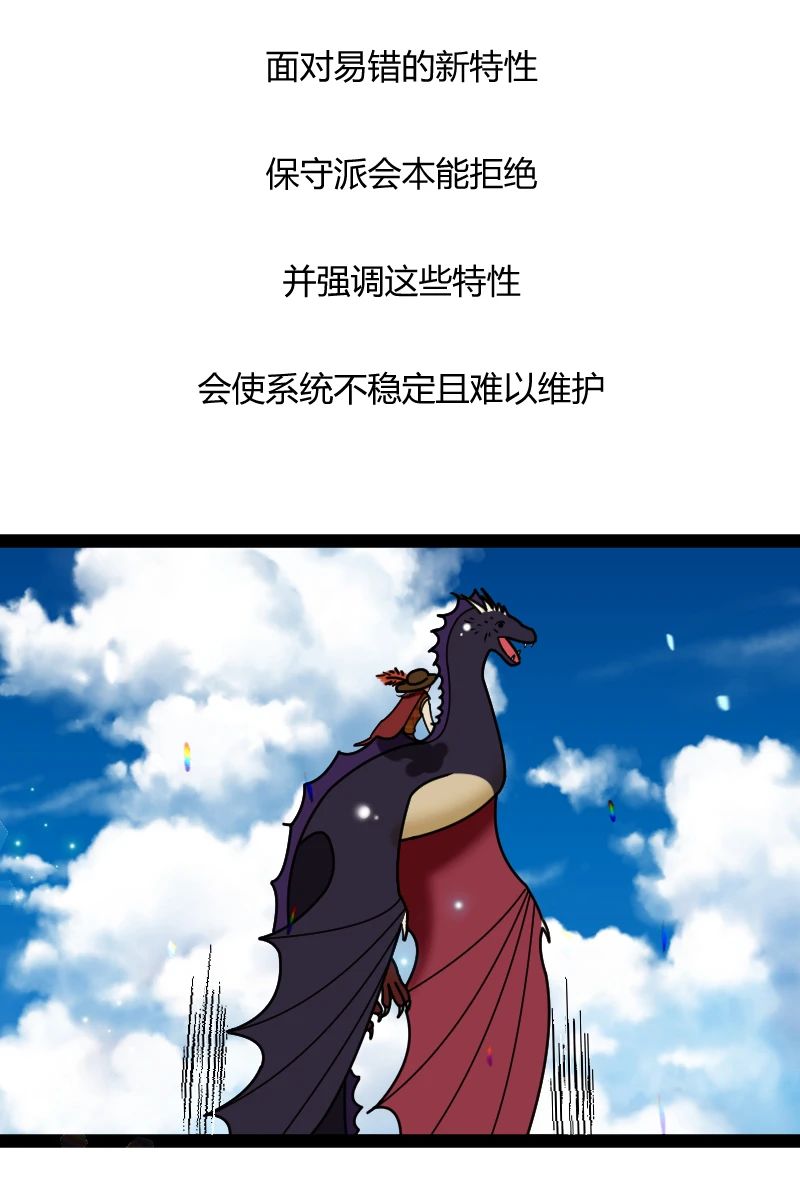 面对易错的新特性
保守派会本能拒绝
并强调这些特性
会使系统不稳定且难以维护